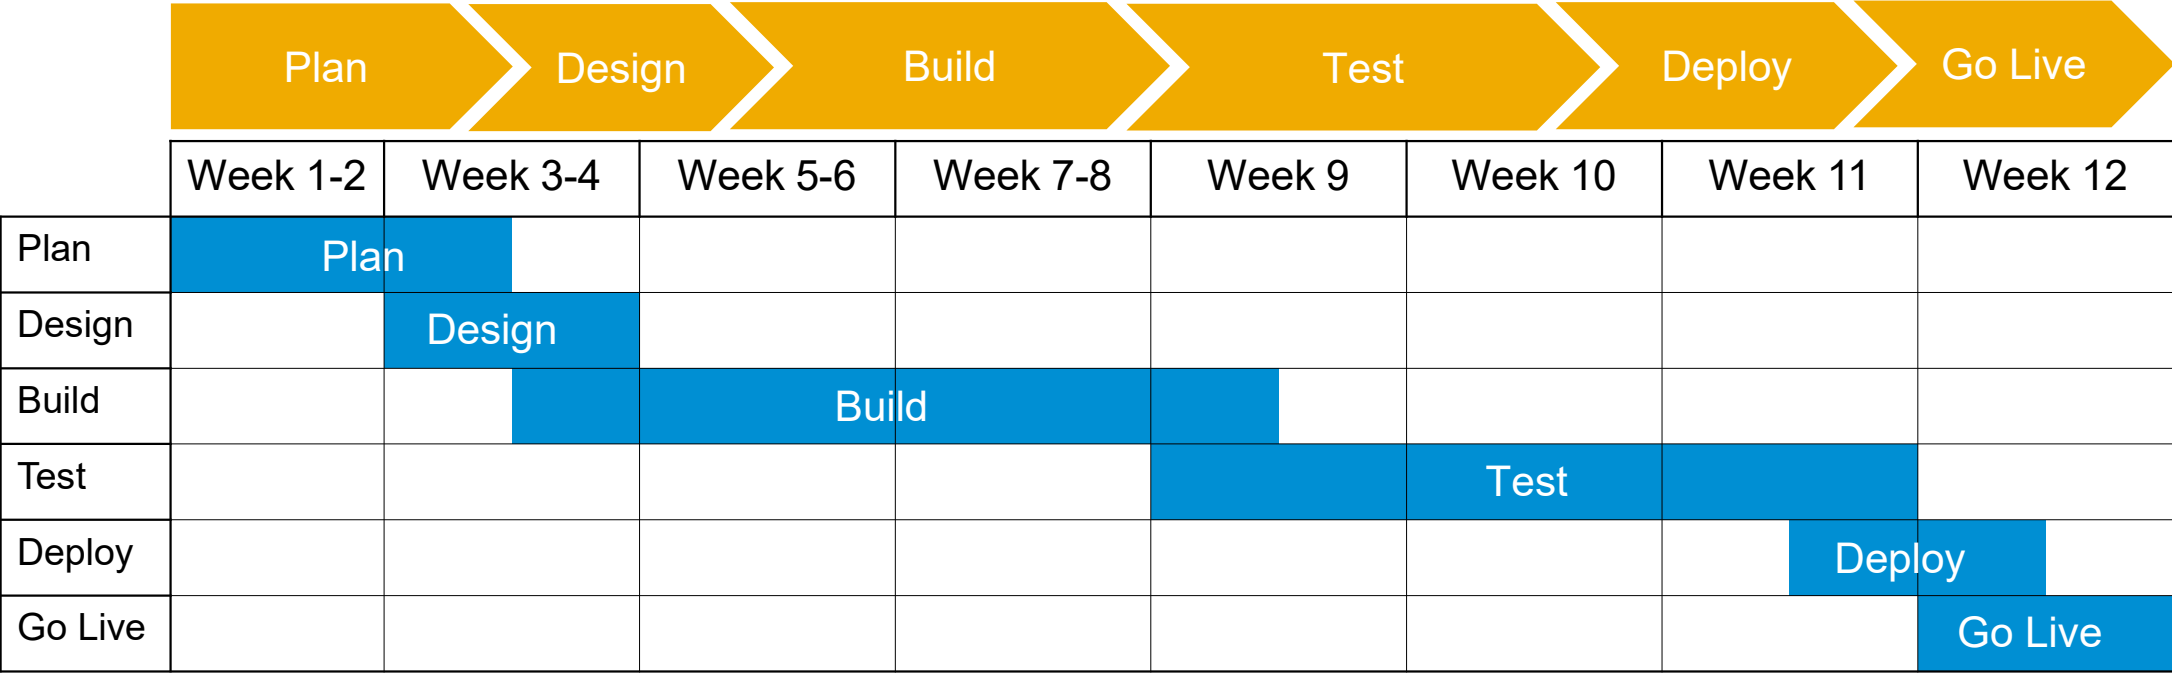 Plan Design Build Test Deploy Go Live
Week 1-2 Week 3-4 Week 5-6 Week 7-8 Week 9 Week 10 Week 11 Week 12
Plan Plan
Design Design
Build Build
Test Test
Deploy Deploy
Go Live Go Live